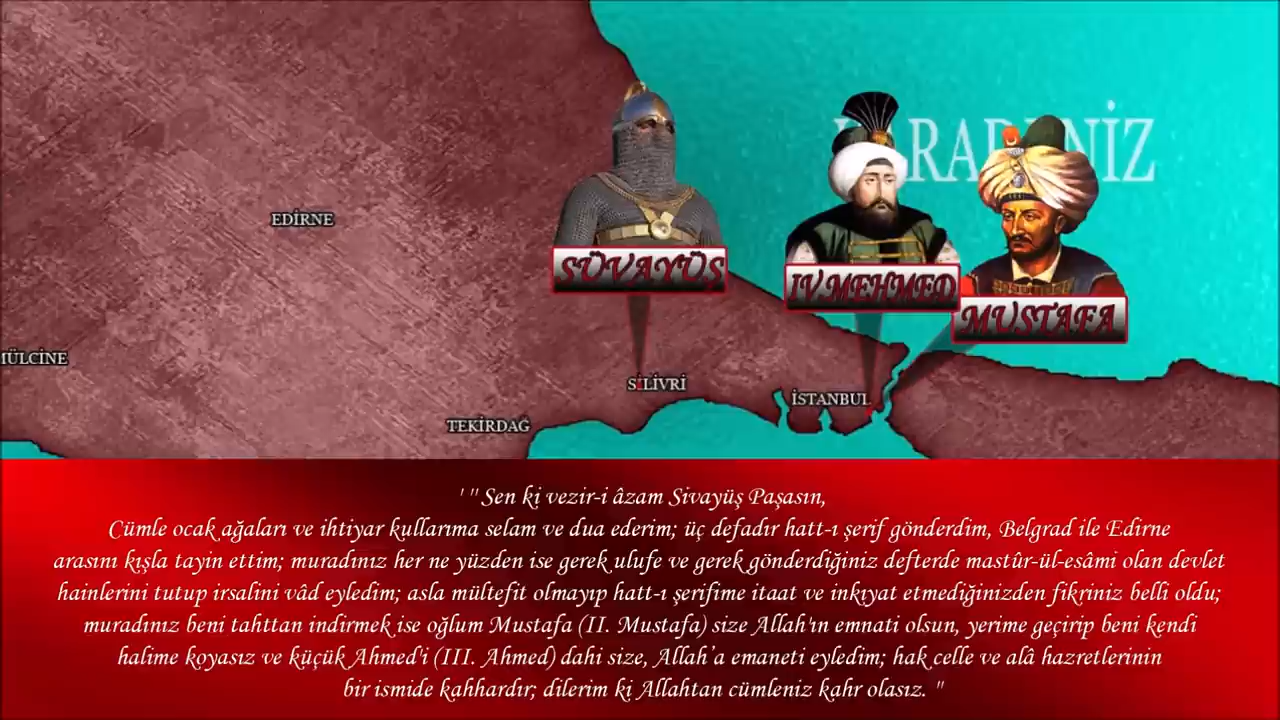 KARADENİZ
EDİRNE
SÜVAYÜŞ
IV.MEHMED
MUSTAFA
MÜLCİNE
SİLİVRİ
İSTANBUL
TEKİRDAĞ
' " Sen ki vezir-i âzam Sivayüş Paşasın,
Cümle ocak ağaları ve ihtiyar kullarıma selam ve dua ederim; üç defadır hatt-ı şerif gönderdim, Belgrad ile Edirne
arasını kışla tayin ettim; muradınız her ne yüzden ise gerek ulufe ve gerek gönderdiğiniz defterde mastûr-ül-esâmi olan devlet
hainlerini tutup irsalini vâd eyledim; asla mültefit olmayıp hatt-ı şerifime itaat ve inkıyat etmediğinizden fikriniz belli oldu;
muradınız beni tahttan indirmek ise oğlum Mustafa (II. Mustafa) size Allah'ın emnati olsun, yerime geçirip beni kendi
halime koyasız ve küçük Ahmed'i (III. Ahmed) dahi size, Allah'a emaneti eyledim; hak celle ve alâ hazretlerinin
bir ismide kahhardır; dilerim ki Allahtan cümleniz kahr olasız. "